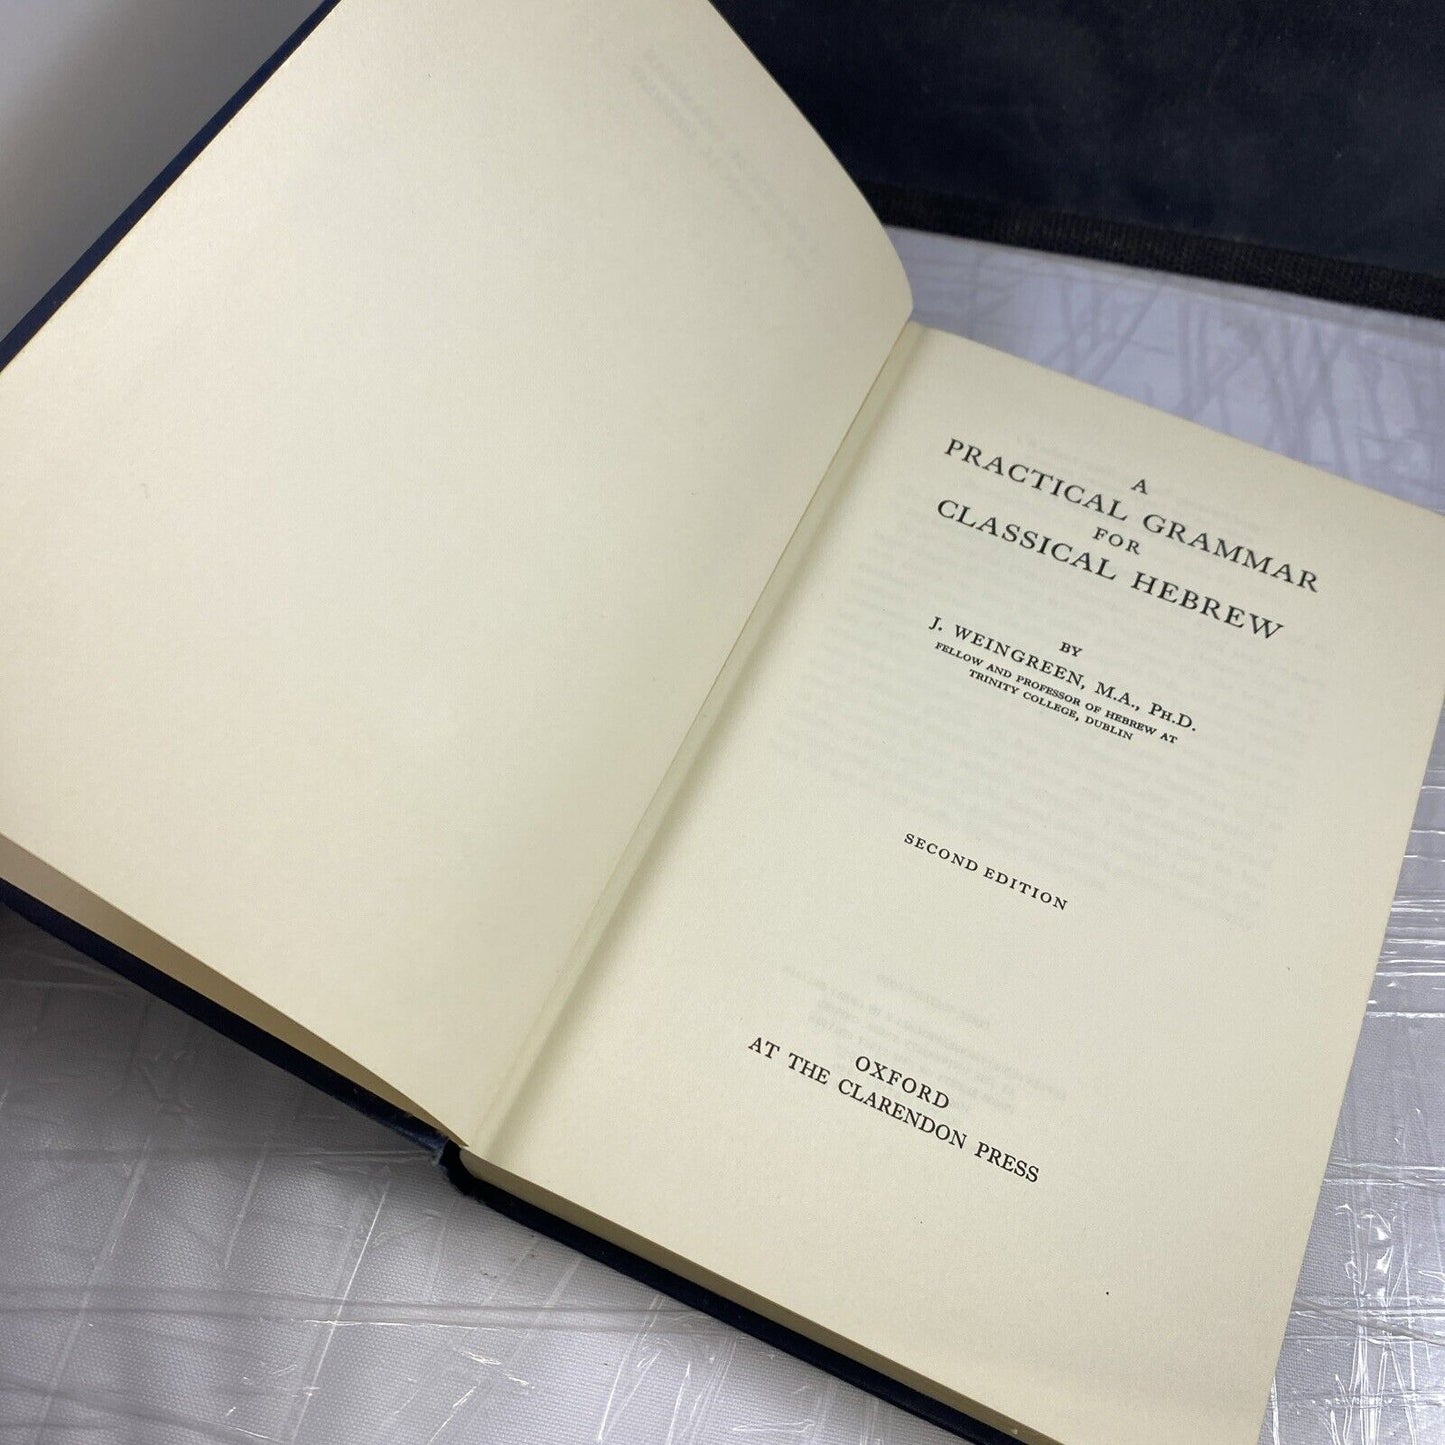 A
PRACTICAL GRAMMAR
FOR
CLASSICAL HEBREW
BY
J. WEINGREEN, M.A., PH.D.
FELLOW AND PROFESSOR OF HEBREW AT
TRINITY COLLEGE, DUBLIN
SECOND EDITION
OXFORD
AT THE CLARENDON PRESS